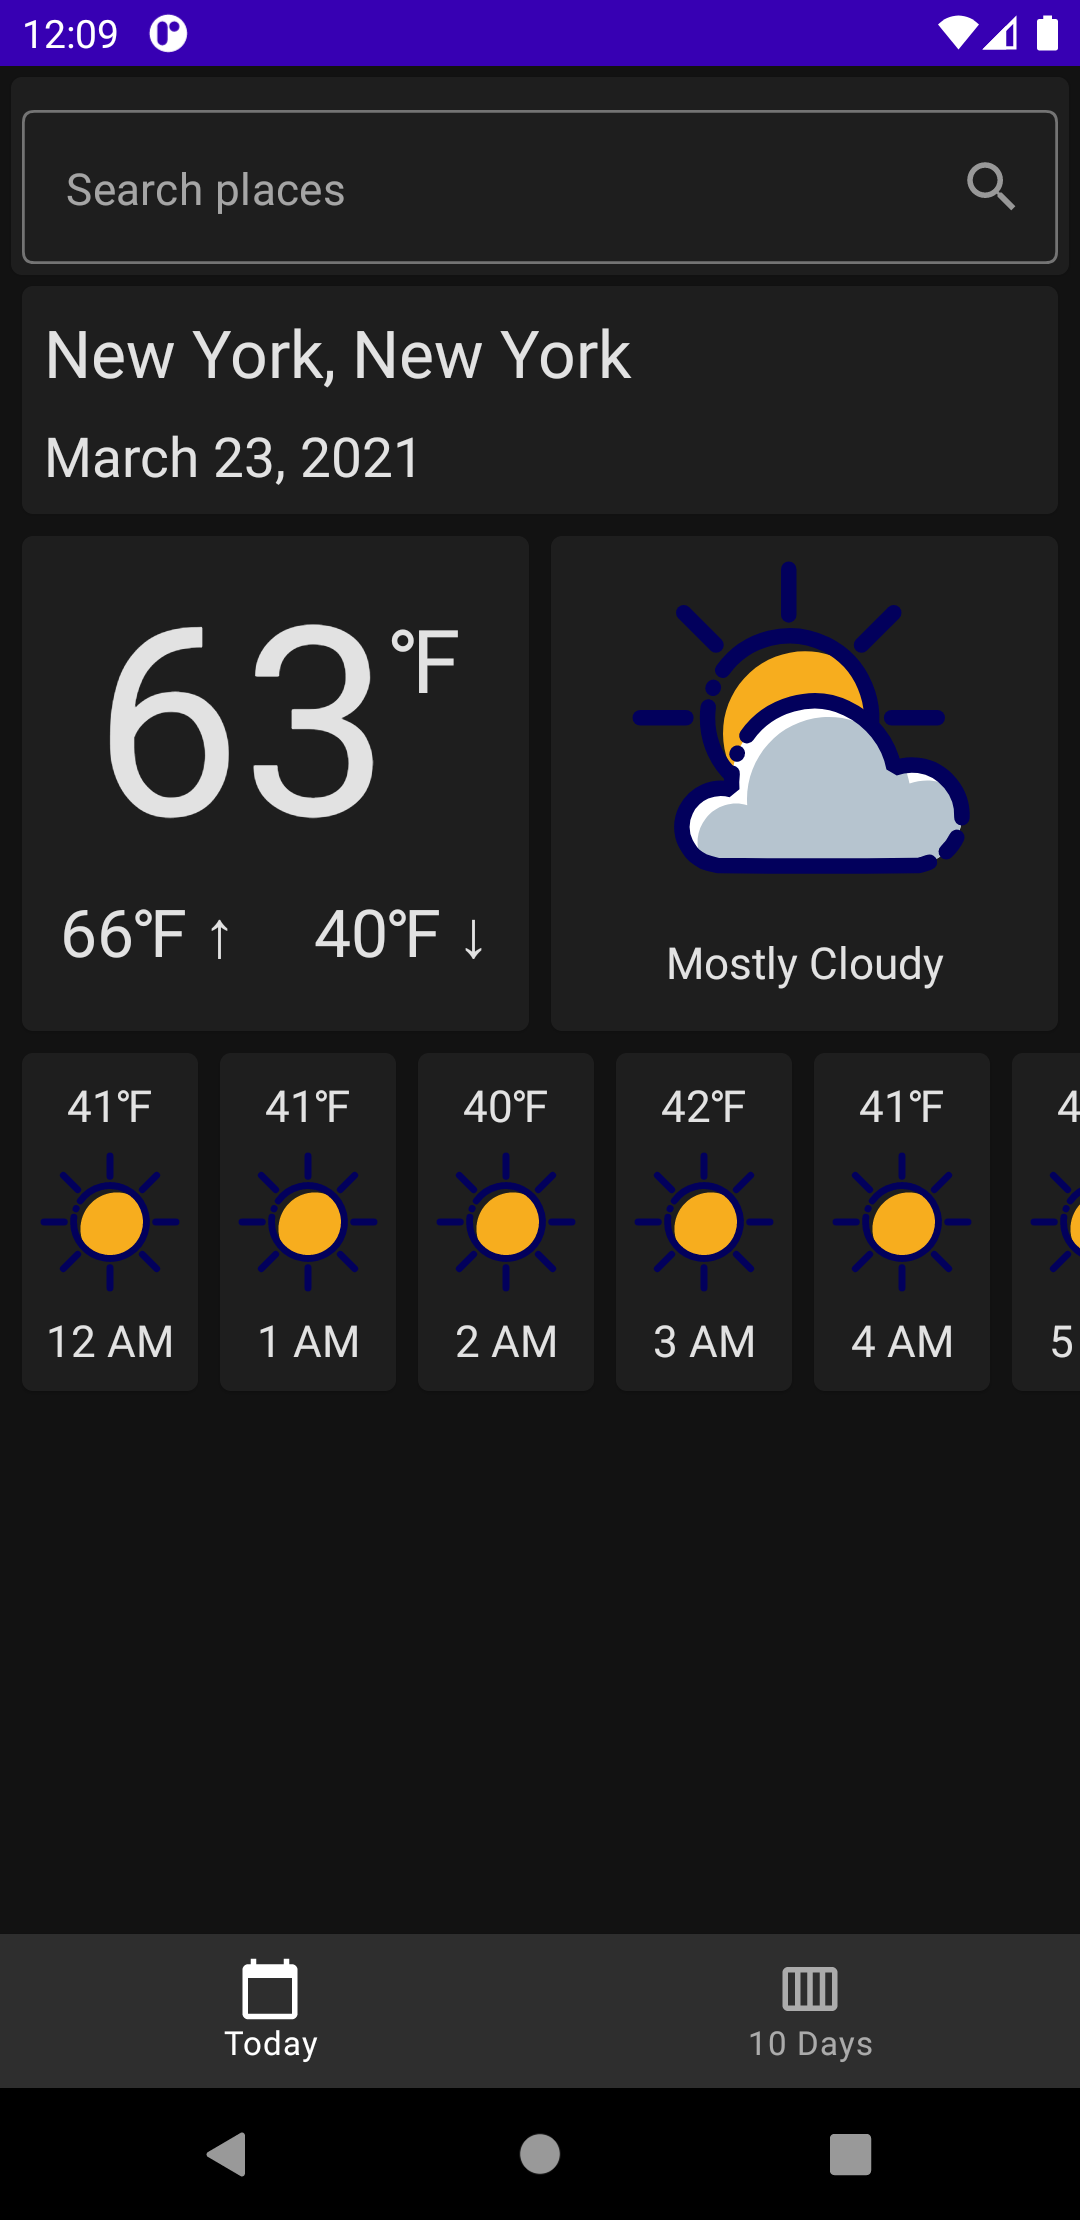 12:09
Search places
New York, New York
March 23, 2021
63℉
66℉ ↑ 40℉ ↓
Mostly Cloudy
41℉ 41℉ 40℉ 42℉ 41℉ 4
12 AM 1 AM 2 AM 3 AM 4 AM 5
Today 10 Days